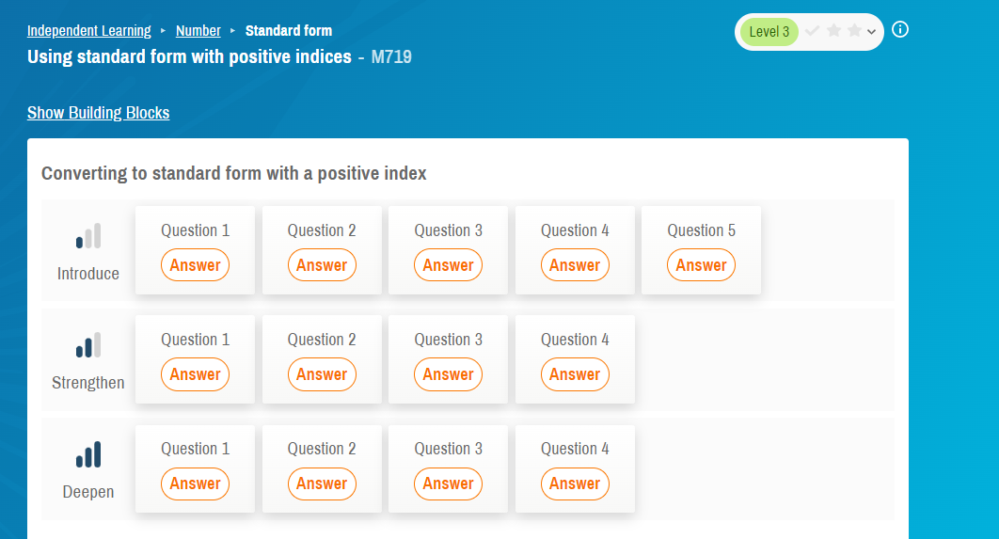 Independent Learning ▸ Number ▸ Standard form
Level 3
Using standard form with positive indices - M719
Show Building Blocks
Converting to standard form with a positive index
Introduce
Question 1 Question 2 Question 3 Question 4 Question 5
Answer Answer Answer Answer Answer
Strengthen
Question 1 Question 2 Question 3 Question 4
Answer Answer Answer Answer
Deepen
Question 1 Question 2 Question 3 Question 4
Answer Answer Answer Answer